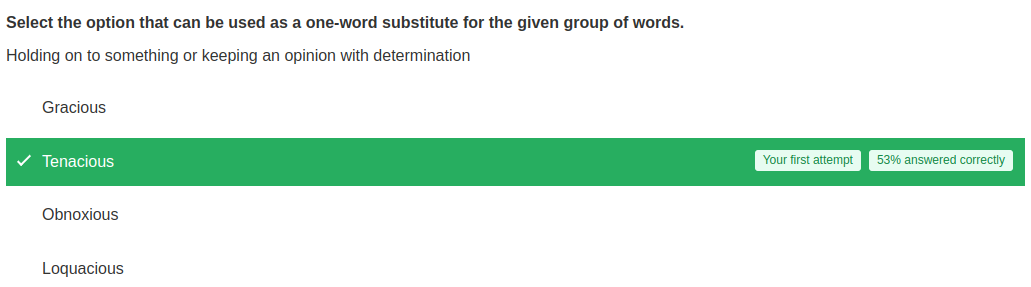 Select the option that can be used as a one-word substitute for the given group of words.
Holding on to something or keeping an opinion with determination
Gracious
Tenacious Your first attempt 53% answered correctly
Obnoxious
Loquacious